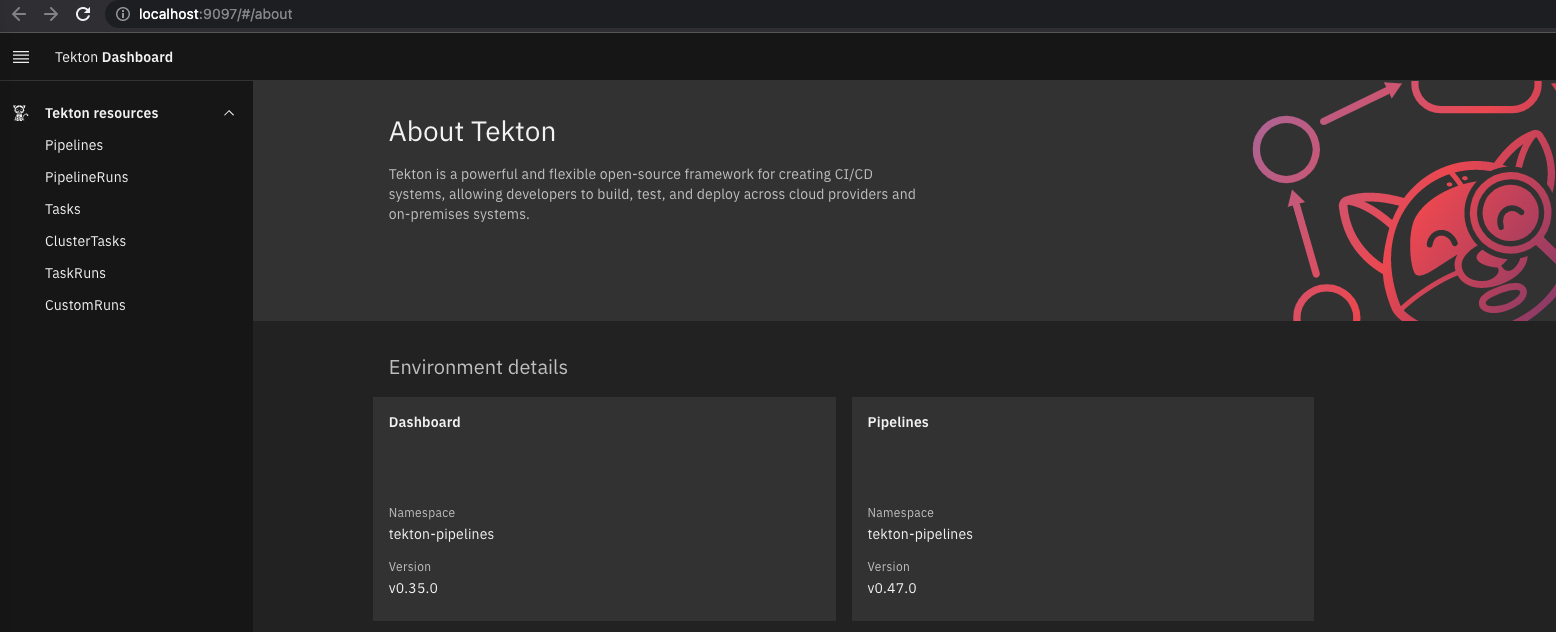 localhost:9097/#/about
Tekton Dashboard
Tekton resources
Pipelines
PipelineRuns
Tasks
ClusterTasks
TaskRuns
CustomRuns
About Tekton
Tekton is a powerful and flexible open-source framework for creating CI/CD
systems, allowing developers to build, test, and deploy across cloud providers and
on-premises systems.
Environment details
Dashboard
Namespace
tekton-pipelines
Version
v0.35.0
Pipelines
Namespace
tekton-pipelines
Version
v0.47.0